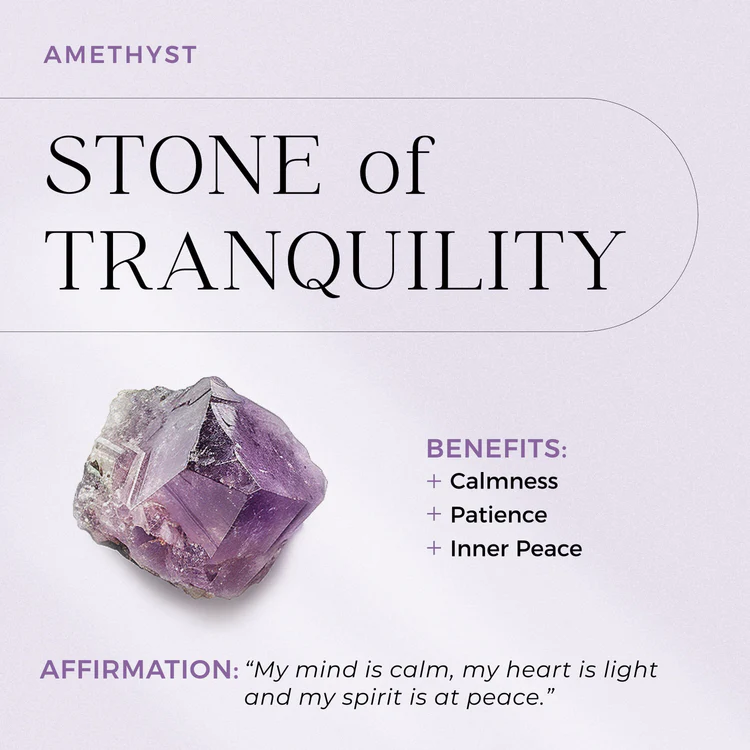 AMETHYST
STONE of
TRANQUILITY
BENEFITS:
+ Calmness
+ Patience
+ Inner Peace
AFFIRMATION: “My mind is calm, my heart is light
and my spirit is at peace.”